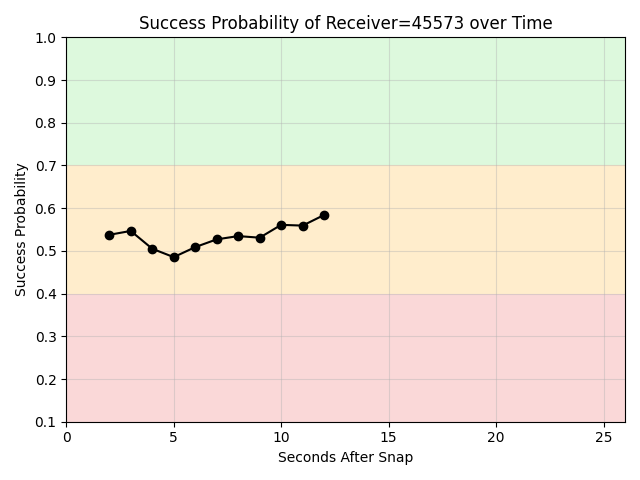 Success Probability of Receiver=45573 over Time
1.0
0.9
0.8
0.7
0.6
0.5
0.4
0.3
0.2
0.1
Success Probability
0 5 10 15 20 25
Seconds After Snap